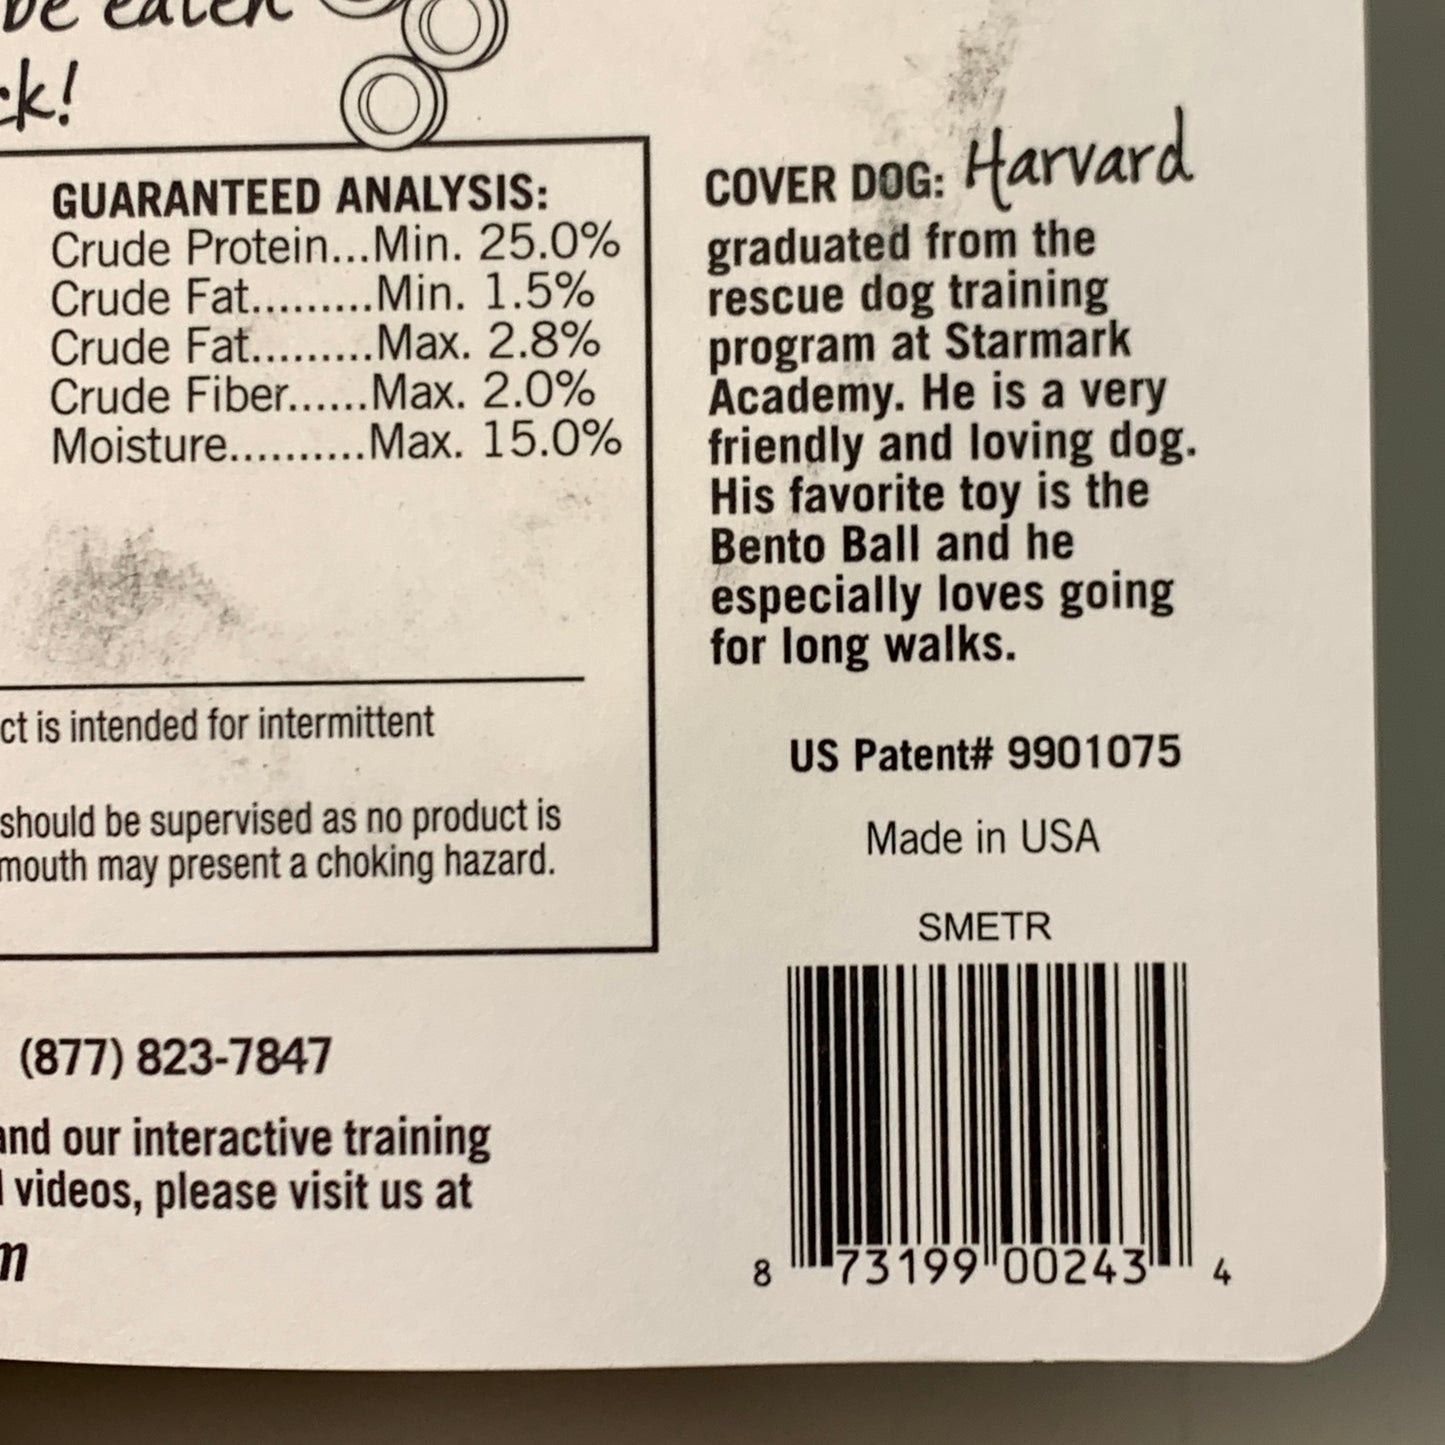 be eaten
ck!
GUARANTEED ANALYSIS:
Crude Protein...Min. 25.0%
Crude Fat.........Min. 1.5%
Crude Fat.........Max. 2.8%
Crude Fiber......Max. 2.0%
Moisture..........Max. 15.0%
ct is intended for intermittent
should be supervised as no product is
mouth may present a choking hazard.
(877) 823-7847
and our interactive training
videos, please visit us at
m
COVER DOG: Harvard
graduated from the
rescue dog training
program at Starmark
Academy. He is a very
friendly and loving dog.
His favorite toy is the
Bento Ball and he
especially loves going
for long walks.
US Patent# 9901075
Made in USA
SMETR
8 73199 00243 4